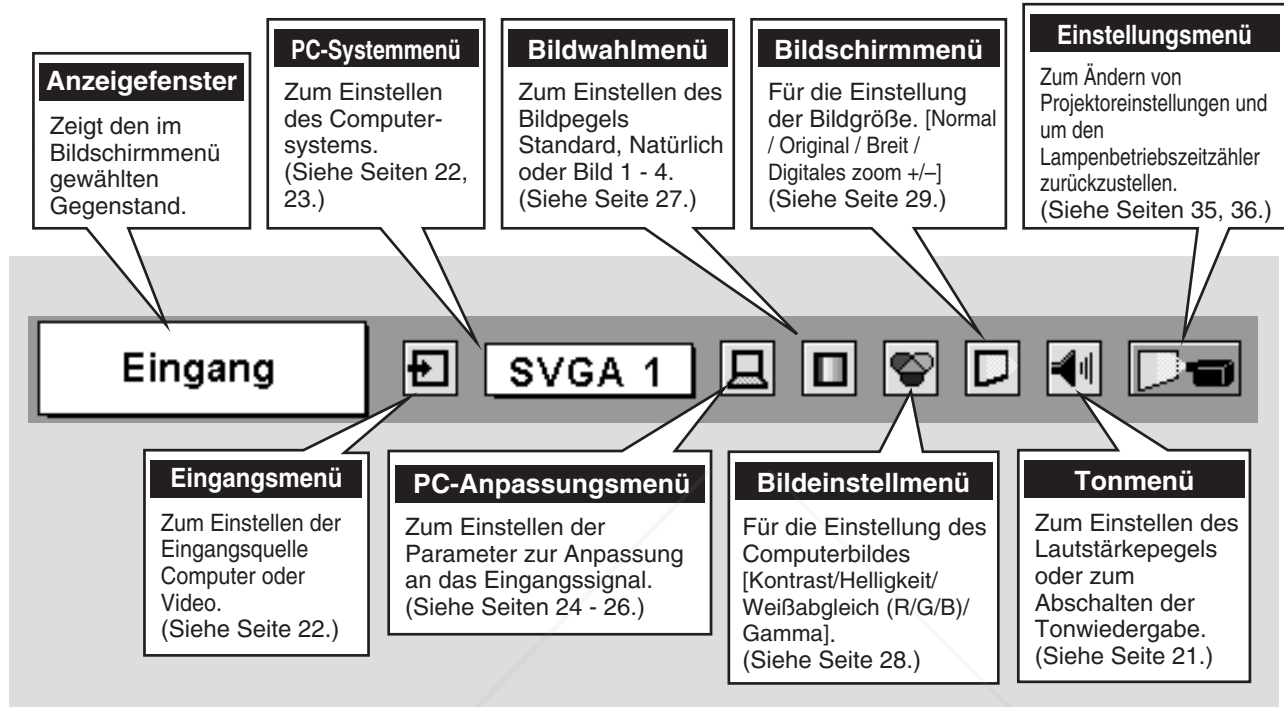 Anzeigefenster
Zeigt den im
Bildschirmmenü
gewählten
Gegenstand.
PC-Systemmenü
Zum Einstellen
des Computer-
systems.
(Siehe Seiten 22,
23.)
Bildwahlmenü
Zum Einstellen des
Bildpegels
Standard, Natürlich
oder Bild 1 - 4.
(Siehe Seite 27.)
Bildschirmmenü
Für die Einstellung
der Bildgröße. [Normal
/ Original / Breit /
Digitales zoom +/–]
(Siehe Seite 29.)
Einstellungsmenü
Zum Ändern von
Projektoreinstellungen und
um den
Lampenbetriebszeitzähler
zurückzustellen.
(Siehe Seiten 35, 36.)
Eingang
SVGA 1
Eingangsmenü
Zum Einstellen der
Eingangsquelle
Computer oder
Video.
(Siehe Seite 22.)
PC-Anpassungsmenü
Zum Einstellen der
Parameter zur Anpassung
an das Eingangssignal.
(Siehe Seiten 24 - 26.)
Bildeinstellmenü
Für die Einstellung des
Computerbildes
[Kontrast/Helligkeit/
Weißabgleich (R/G/B)/
Gamma].
(Siehe Seite 28.)
Tonmenü
Zum Einstellen des
Lautstärkepegels
oder zum
Abschalten der
Tonwiedergabe.
(Siehe Seite 21.)